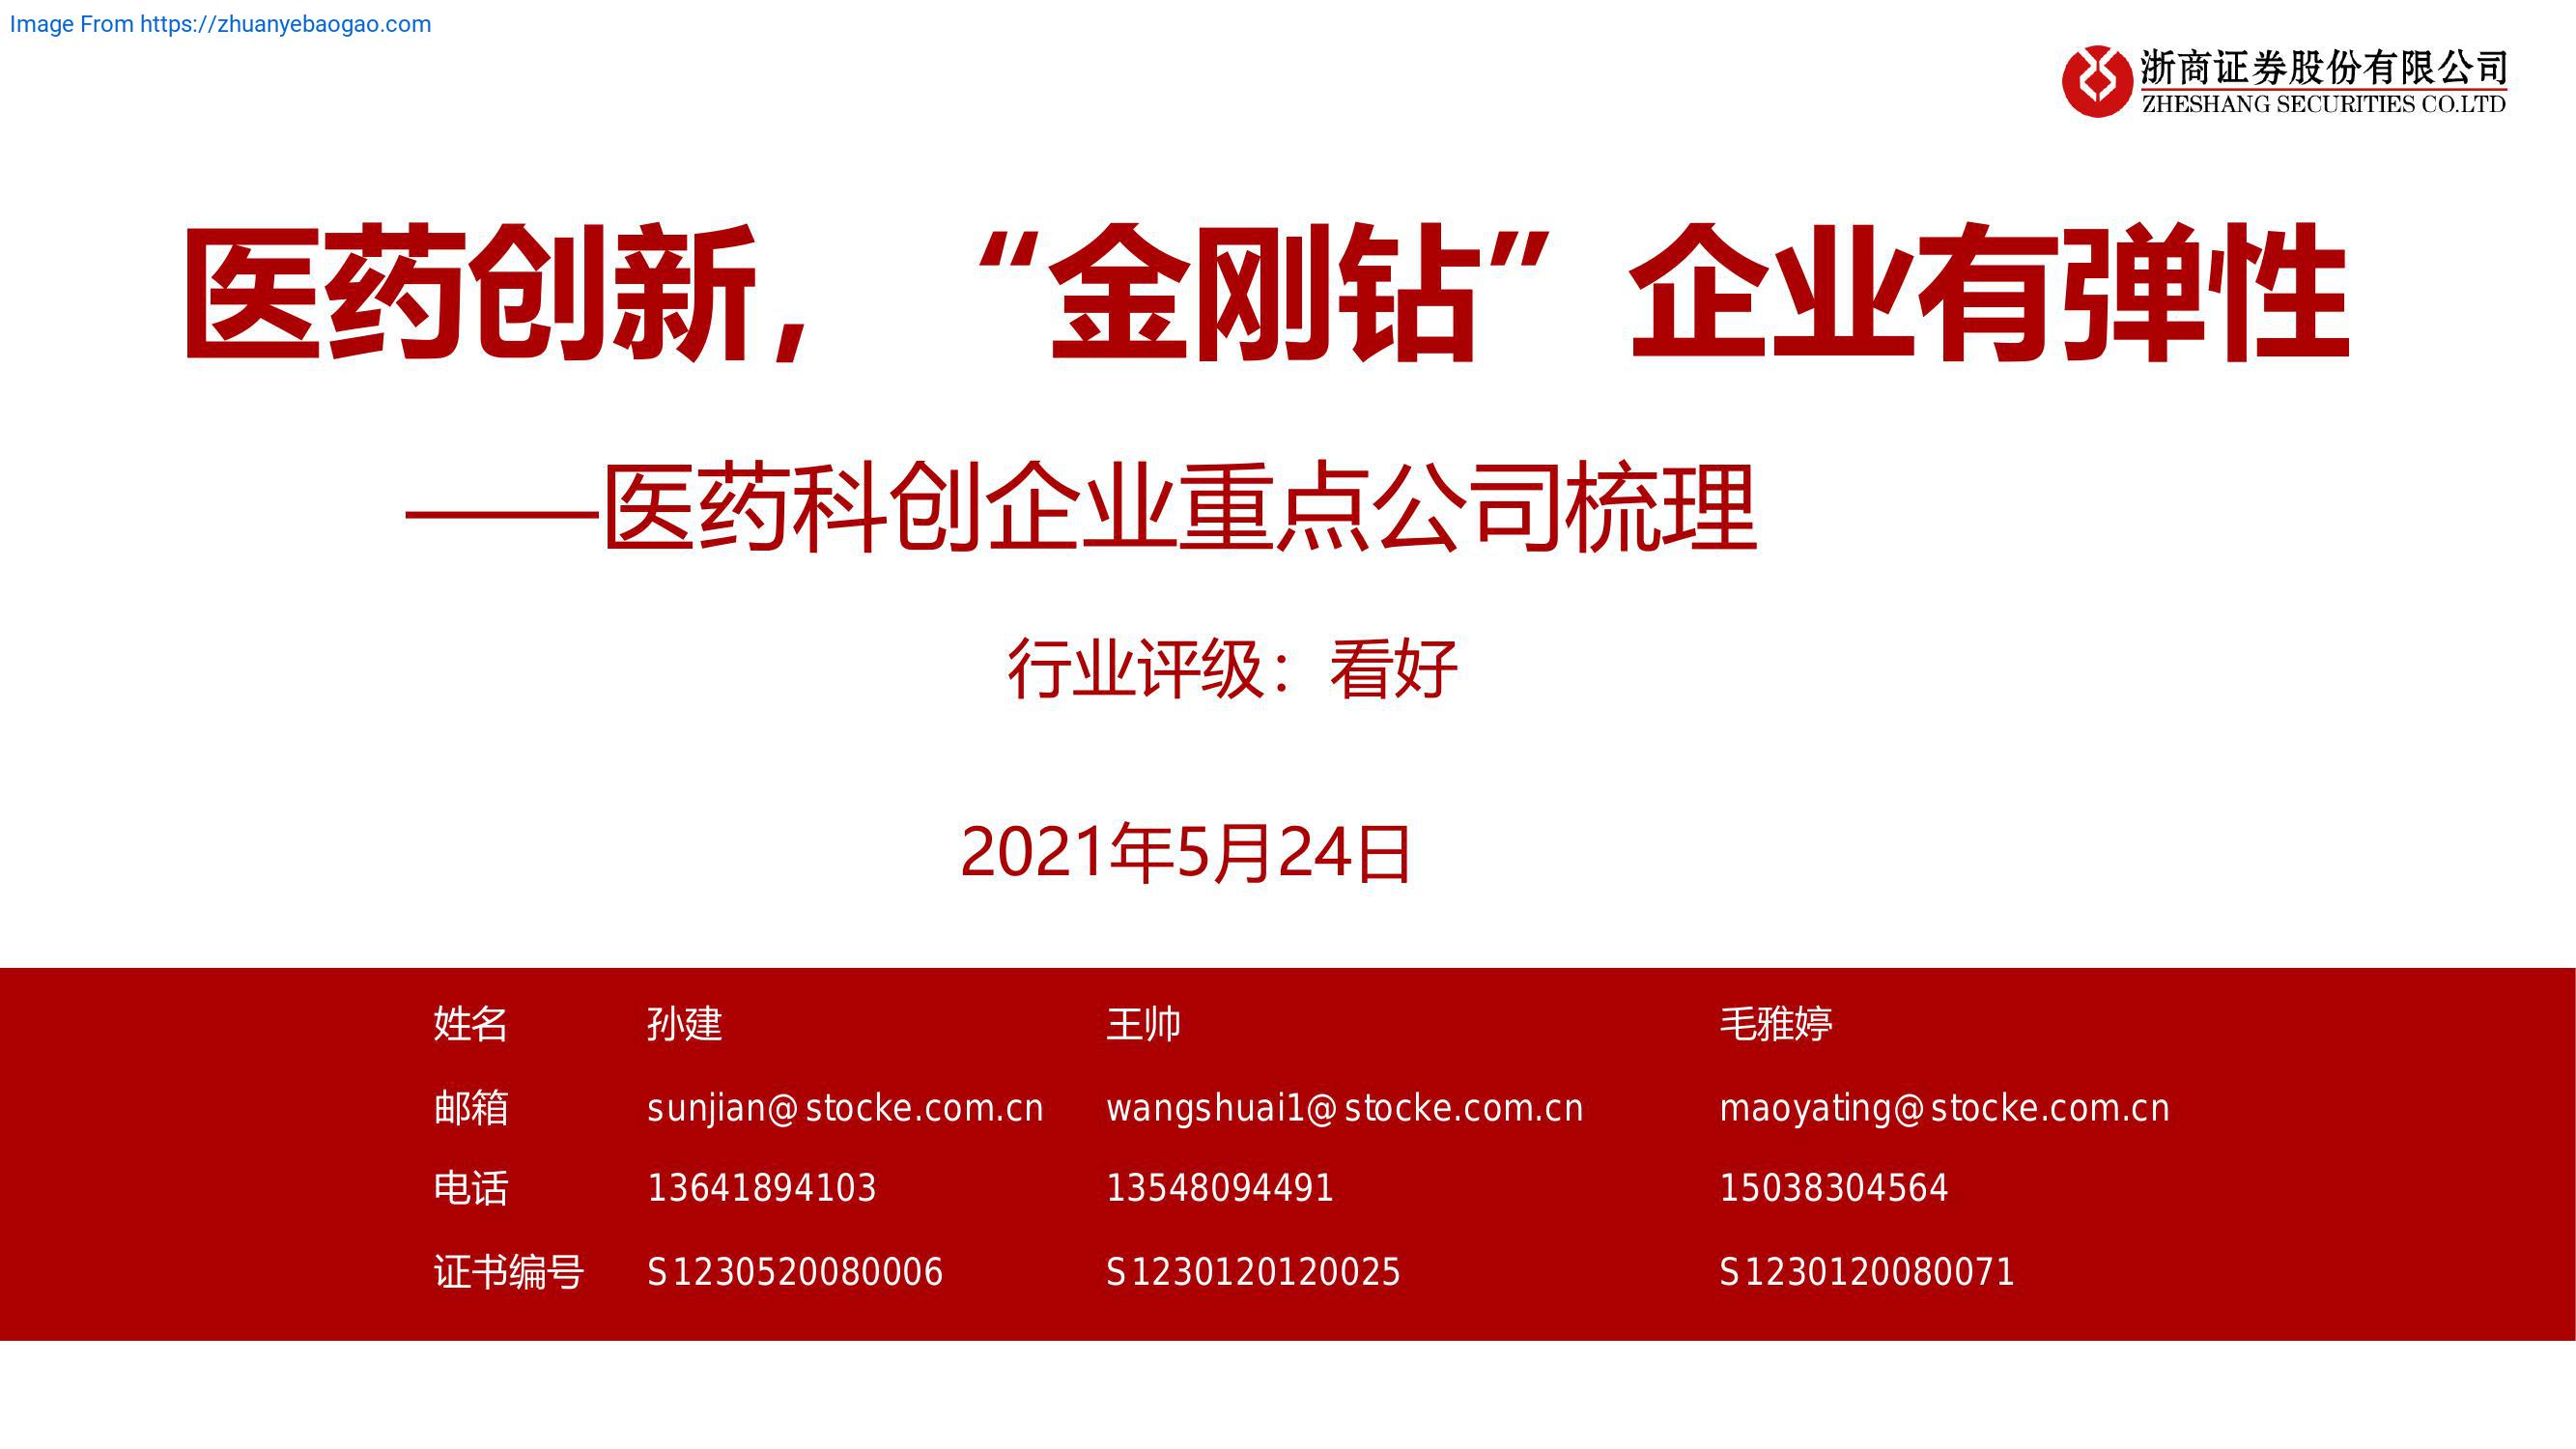 Image From https://zhuanyebaogao.com
浙商证券股份有限公司
ZHESHANG SECURITIES CO.LTD
医药创新，“金刚钻”企业有弹性
——医药科创企业重点公司梳理
行业评级：看好
2021年5月24日
姓名 孙建 王帅 毛雅婷
邮箱 sunjian@stocke.com.cn wangshuai1@stocke.com.cn maoyating@stocke.com.cn
电话 13641894103 13548094491 15038304564
证书编号 S1230520080006 S1230120120025 S1230120080071